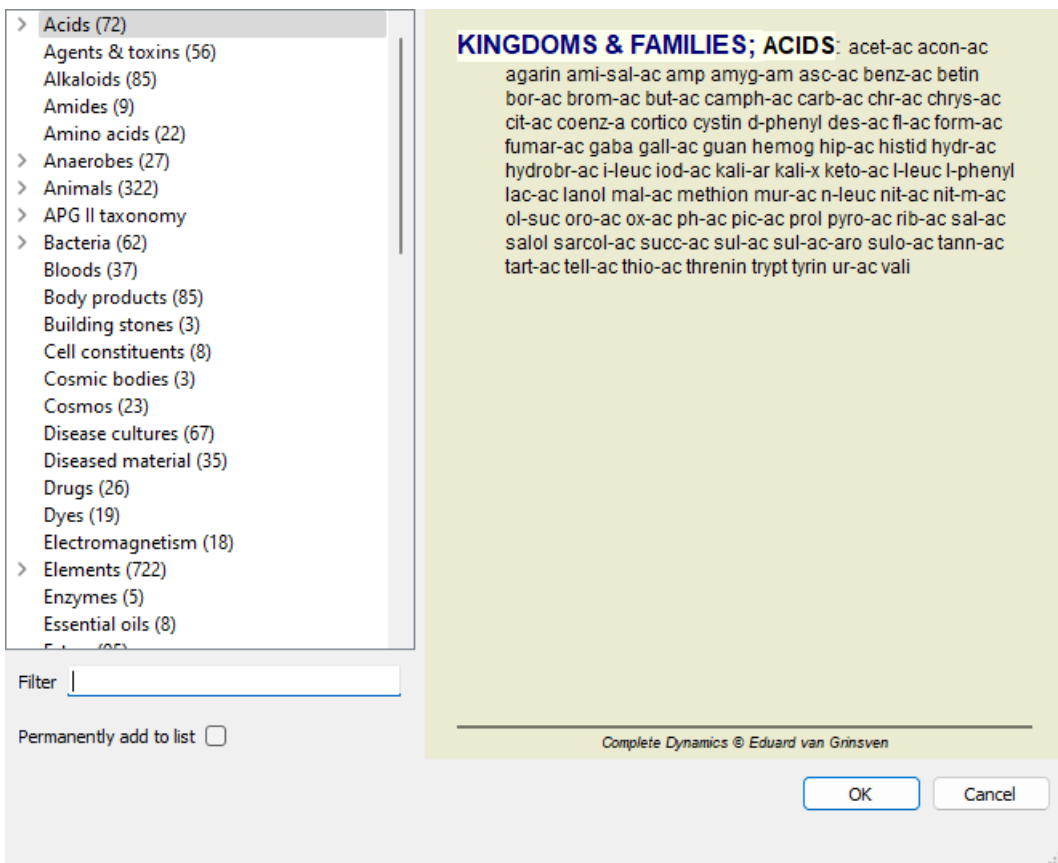 Acids (72)
Agents & toxins (56)
Alkaloids (85)
Amides (9)
Amino acids (22)
Anaerobes (27)
Animals (322)
APG II taxonomy
Bacteria (62)
Bloods (37)
Body products (85)
Building stones (3)
Cell constituents (8)
Cosmic bodies (3)
Cosmos (23)
Disease cultures (67)
Diseased material (35)
Drugs (26)
Dyes (19)
Electromagnetism (18)
Elements (722)
Enzymes (5)
Essential oils (8)
Filter
Permanently add to list
KINGDOMS & FAMILIES; ACIDS: acet-ac acon-ac
agarin ami-sal-ac amp amyg-am asc-ac benz-ac betin
bor-ac brom-ac but-ac camph-ac carb-ac chr-ac chrys-ac
cit-ac coenz-a cortico cystin d-phenyl des-ac fl-ac form-ac
fumar-ac gaba gall-ac guan hemog hip-ac histid hydr-ac
hydrobr-ac i-leuc iod-ac kali-ar kali-x keto-ac l-leuc l-phenyl
lac-ac lanol mal-ac methion mur-ac n-leuc nit-ac nit-m-ac
ol-suc oro-ac ox-ac ph-ac pic-ac prol pyro-ac rib-ac sal-ac
salol sarcol-ac succ-ac sul-ac sul-ac-aro sulo-ac tann-ac
tart-ac tell-ac thio-ac threnin trypt tyrin ur-ac vali
Complete Dynamics © Eduard van Grinsven
OK
Cancel